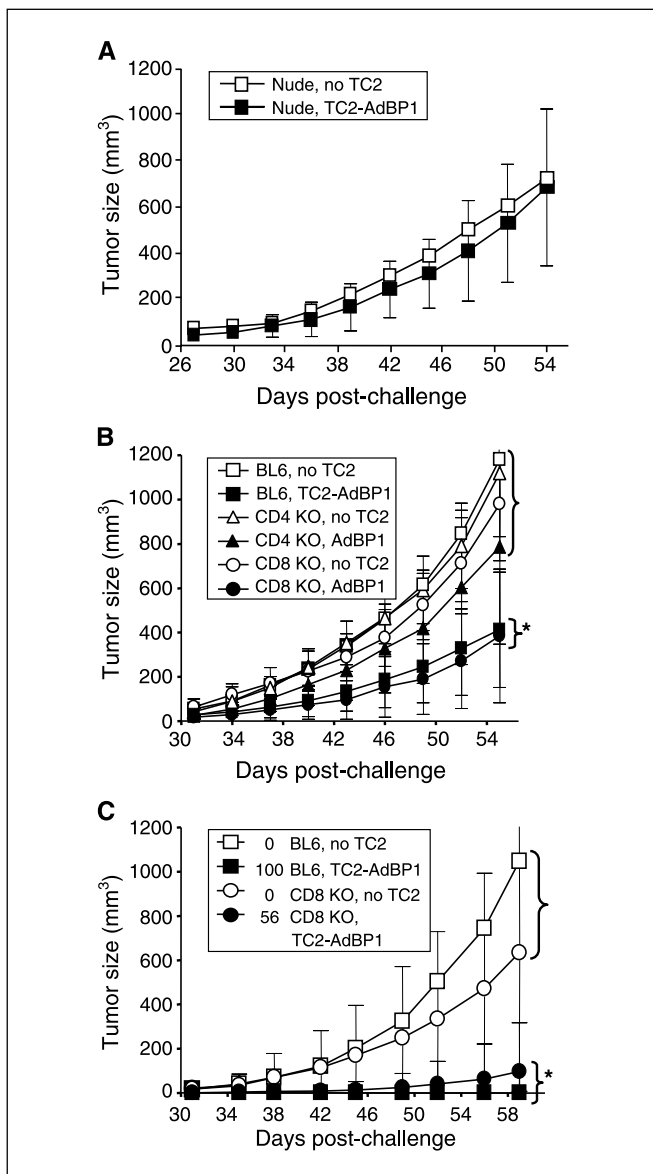 A
1200
1000
800
600
400
200
0
Tumor size (mm³)
Nude, no TC2
Nude, TC2-AdBP1
26 30 34 38 42 46 50 54
Days post-challenge
B
1200
1000
800
600
400
200
0
Tumor size (mm³)
BL6, no TC2
BL6, TC2-AdBP1
CD4 KO, no TC2
CD4 KO, AdBP1
CD8 KO, no TC2
CD8 KO, AdBP1
*
30 34 38 42 46 50 54
Days post-challenge
C
1200
1000
800
600
400
200
0
Tumor size (mm³)
0 BL6, no TC2
100 BL6, TC2-AdBP1
0 CD8 KO, no TC2
56 CD8 KO,
TC2-AdBP1
*
31 35 38 42 46 50 54 58
Days post-challenge